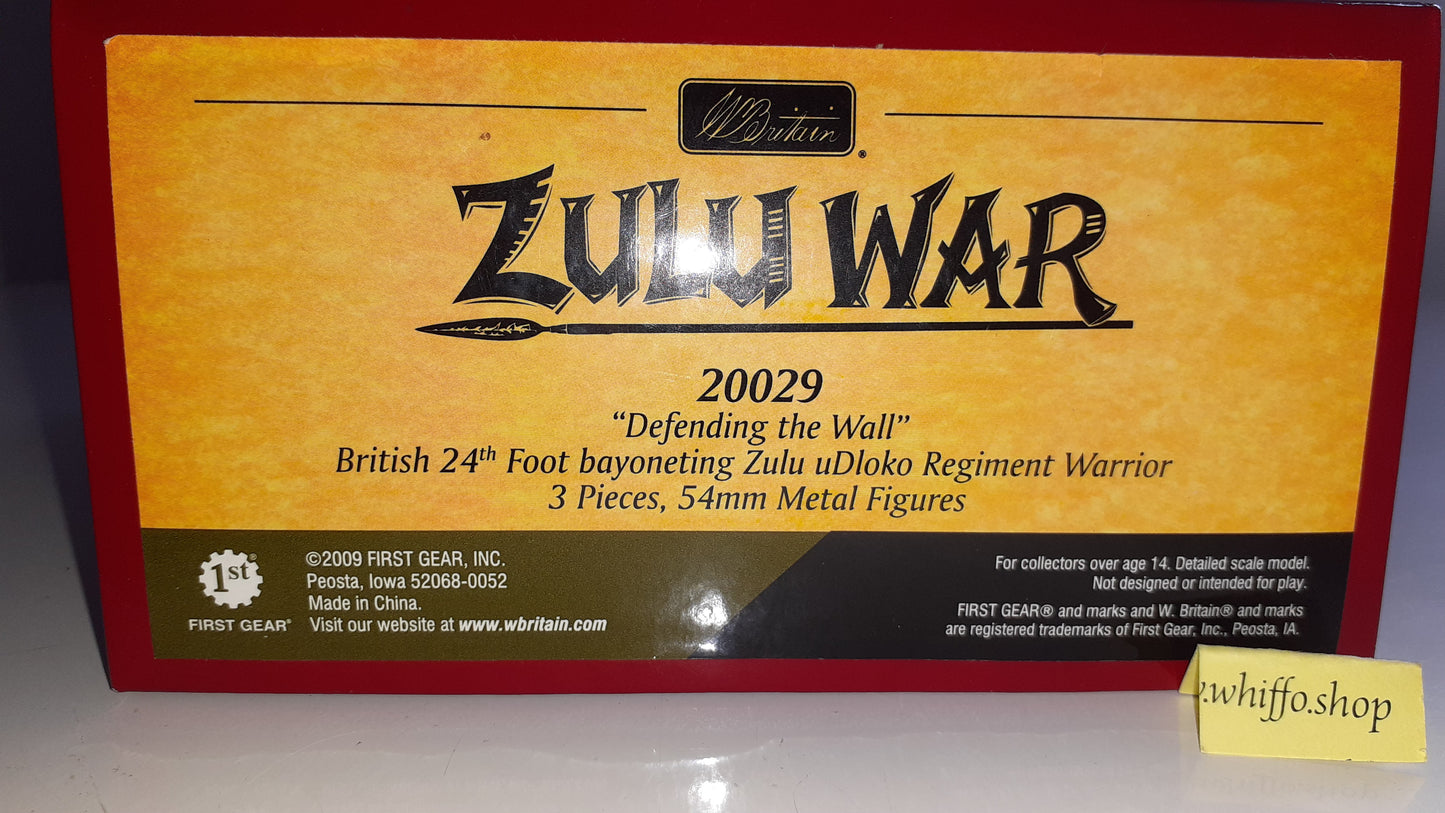 W Britain®
ZULU WAR
20029
“Defending the Wall”
British 24th Foot bayoneting Zulu uDloko Regiment Warrior
3 Pieces, 54mm Metal Figures
1st®
FIRST GEAR®
©2009 FIRST GEAR, INC.
Peosta, Iowa 52068-0052
Made in China.
Visit our website at www.wbritain.com
For collectors over age 14. Detailed scale model.
Not designed or intended for play.
FIRST GEAR® and marks and W. Britain® and marks
are registered trademarks of First Gear, Inc., Peosta, IA.
.whiffo.shop